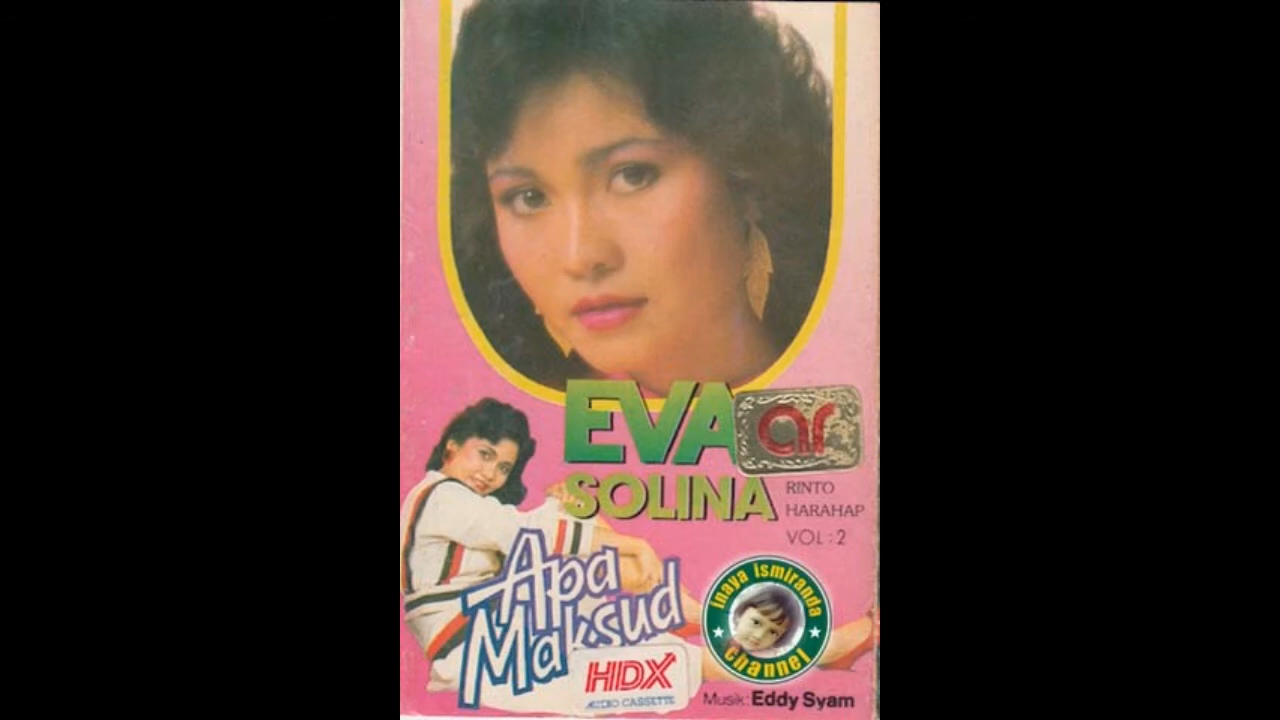 EVA
SOLINA
ar
RINTO
HARAHAP
VOL : 2
Apa
Maksud
HDX
AUDIO CASSETTE
inaya ismiranda
channel
Musik: Eddy Syam